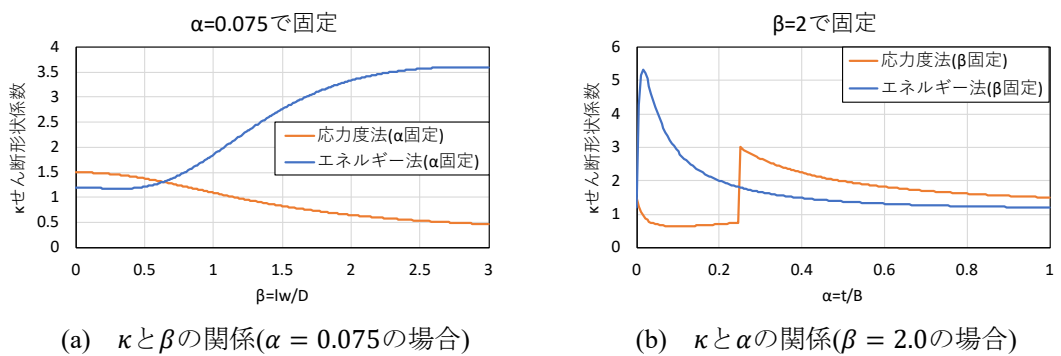 α=0.075で固定
4
3.5
3
2.5
2
1.5
1
0.5
0
κせん断形状係数
応力度法(α固定)
エネルギー法(α固定)
0 0.5 1 1.5 2 2.5 3
β=lw/D
(a) κとβの関係(α = 0.075の場合)
β=2で固定
6
5
4
3
2
1
0
κせん断形状係数
応力度法(β固定)
エネルギー法(β固定)
0 0.2 0.4 0.6 0.8 1
α=t/B
(b) κとαの関係(β = 2.0の場合)